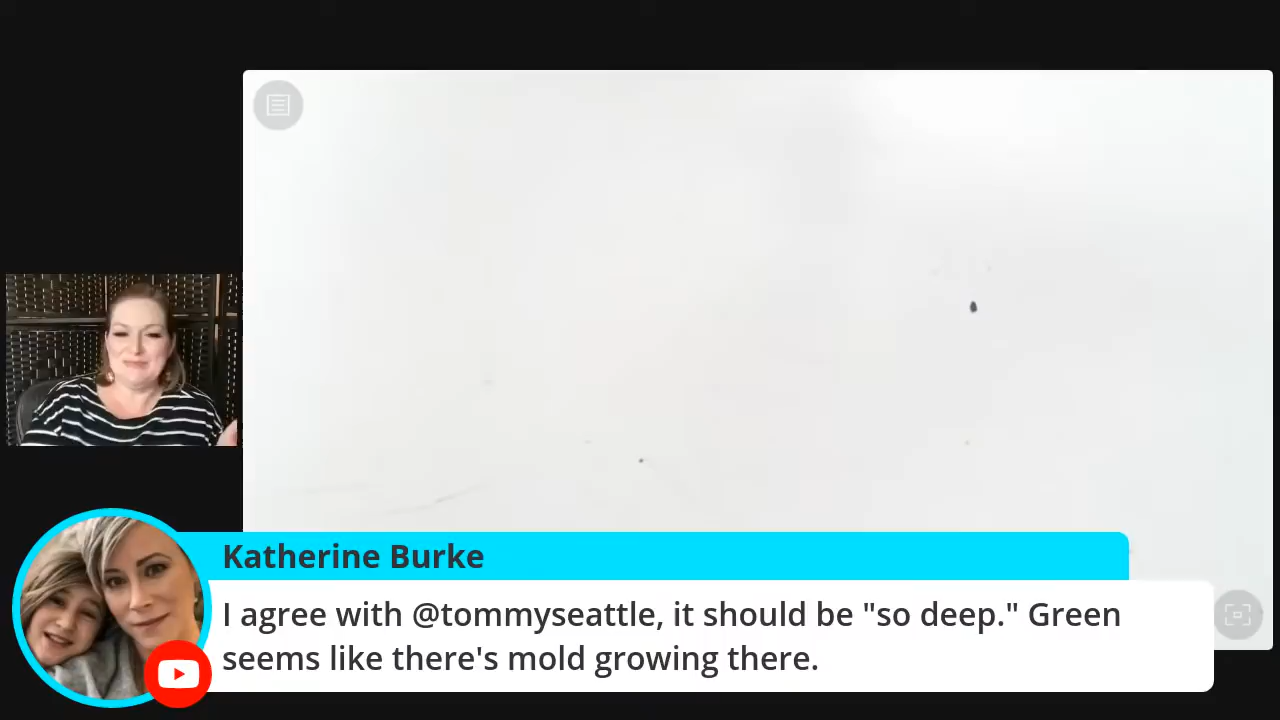 Katherine Burke
I agree with @tommyseattle, it should be "so deep." Green
seems like there's mold growing there.